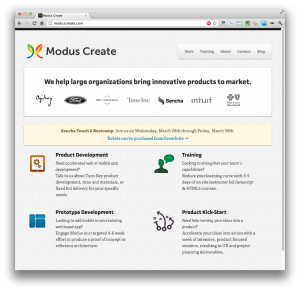 Modus Create
modus create.com
Modus Create
Work Training About Contact Blog
We help large organizations bring innovative products to market.
Ford
Time Inc.
Sencha
intuit
Sencha Touch 2 Bootcamp: Join us on Wednesday, March 28th through Friday, March 30th.
Tickets can be purchased from Eventbrite →
Product Development
Need accelerated web or mobile app
development?
Talk to us about Turn-Key product
development, time and materials, or
fixed bid delivery for your specific
needs.
Training
Looking to strengthen your team's
capabilities?
Reduce your learning curve with 3-5
days of on site instructor led Javascript
& HTML5 courses.
Prototype Development
Looking to add mobile to your existing
web-based app?
Engage Modus in a targeted 4-6 week
effort to produce a proof of concept or
reference architecture.
Product Kick-Start
Need help turning your idea into a
product?
Accelerate your ideas into action with a
week of intensive, product focused
sessions, resulting in UX and project
planning deliverables.